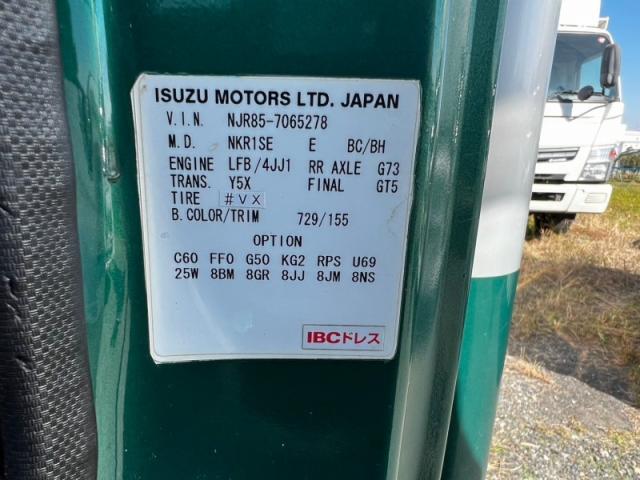 ISUZU MOTORS LTD. JAPAN
V.I.N. NJR85-7065278
M.D. NKR1SE E BC/BH
ENGINE LFB/4JJ1 RR AXLE G73
TRANS. Y5X FINAL GT5
TIRE #VX
B.COLOR/TRIM 729/155
OPTION
C60 FF0 G50 KG2 RPS U69
25W 8BM 8GR 8JJ 8JM 8NS
IBCドレス